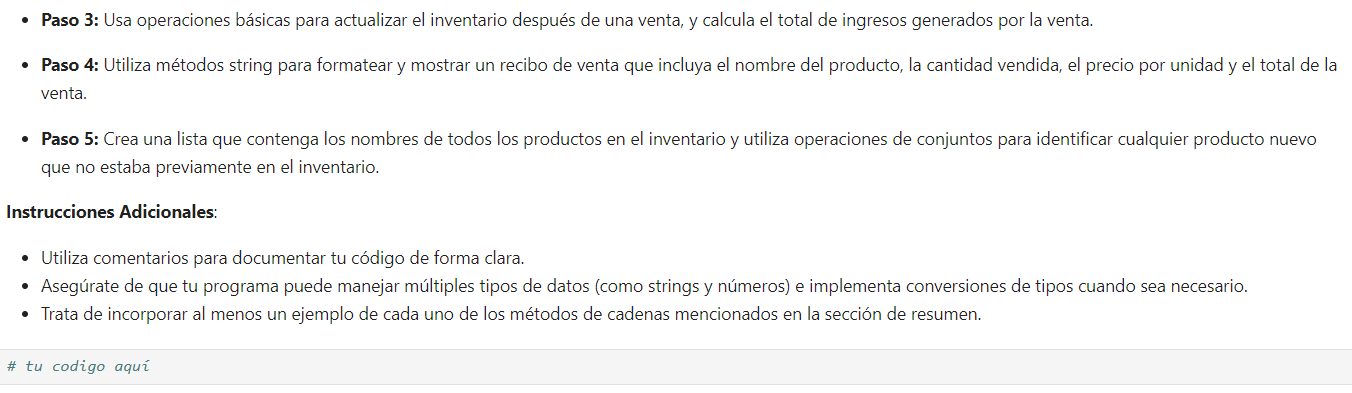 • Paso 3: Usa operaciones básicas para actualizar el inventario después de una venta, y calcula el total de ingresos generados por la venta.
• Paso 4: Utiliza métodos string para formatear y mostrar un recibo de venta que incluya el nombre del producto, la cantidad vendida, el precio por unidad y el total de la
venta.
• Paso 5: Crea una lista que contenga los nombres de todos los productos en el inventario y utiliza operaciones de conjuntos para identificar cualquier producto nuevo
que no estaba previamente en el inventario.
Instrucciones Adicionales:
• Utiliza comentarios para documentar tu código de forma clara.
• Asegúrate de que tu programa puede manejar múltiples tipos de datos (como strings y números) e implementa conversiones de tipos cuando sea necesario.
• Trata de incorporar al menos un ejemplo de cada uno de los métodos de cadenas mencionados en la sección de resumen.
# tu codigo aquí